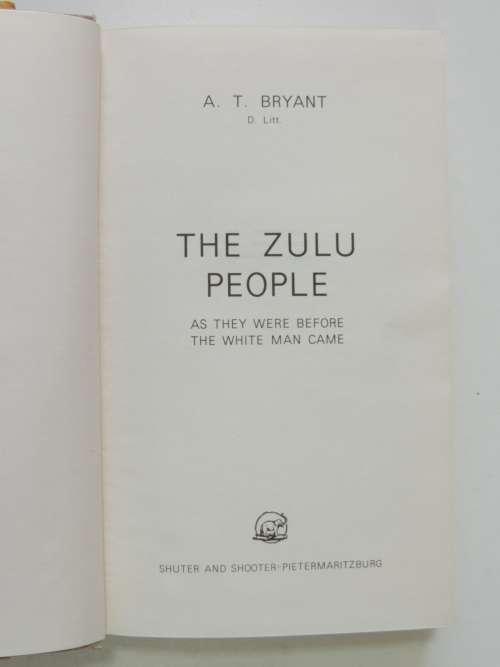 A. T. BRYANT
D. Litt.
THE ZULU
PEOPLE
AS THEY WERE BEFORE
THE WHITE MAN CAME
SHUTER AND SHOOTER-PIETERMARITZBURG